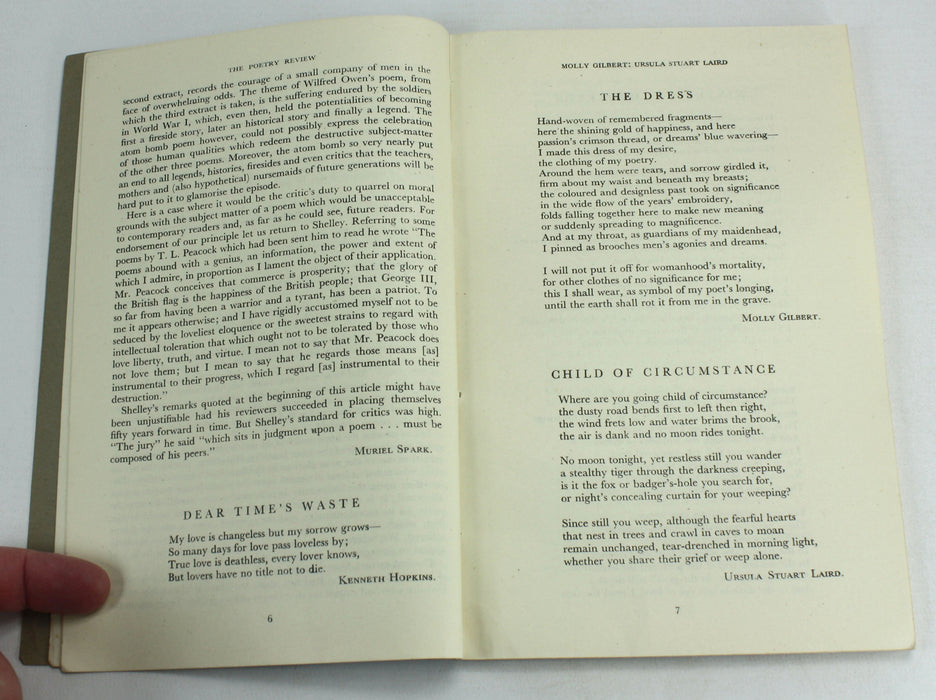 THE POETRY REVIEW
second extract, records the courage of a small company of men in the
face of overwhelming odds. The theme of Wilfred Owen's poem, from
which the third extract is taken, is the suffering endured by the soldiers
in World War I, which, even then, held the potentialities of becoming
first a fireside story, later an historical story and finally a legend. The
atom bomb poem however, could not possibly express the celebration
of those human qualities which redeem the destructive subject-matter
of the other three poems. Moreover, the atom bomb so very nearly put
an end to all legends, histories, firesides and even critics that the teachers,
mothers and (also hypothetical) nursemaids of future generations will be
hard put to it to glamorise the episode.
Here is a case where it would be the critic's duty to quarrel on moral
grounds with the subject matter of a poem which would be unacceptable
to contemporary readers and, as far as he could see, future readers. For
endorsement of our principle let us return to Shelley. Referring to some
poems by T. L. Peacock which had been sent him to read he wrote "The
poems abound with a genius, an information, the power and extent of
which I admire, in proportion as I lament the object of their application.
Mr. Peacock conceives that commerce is prosperity; that the glory of
the British flag is the happiness of the British people; that George III,
so far from having been a warrior and a tyrant, has been a patriot. To
me it appears otherwise; and I have rigidly accustomed myself not to be
seduced by the loveliest eloquence or the sweetest strains to regard with
intellectual toleration that which ought not to be tolerated by those who
love liberty, truth, and virtue. I mean not to say that Mr. Peacock does
not love them; but I mean to say that he regards those means [as]
instrumental to their progress, which I regard [as] instrumental to their
destruction."
Shelley's remarks quoted at the beginning of this article might have
been unjustifiable had his reviewers succeeded in placing themselves
fifty years forward in time. But Shelley's standard for critics was high.
"The jury" he said "which sits in judgment upon a poem . . . must be
composed of his peers."
MURIEL SPARK.
DEAR TIME'S WASTE
My love is changeless but my sorrow grows—
So many days for love pass loveless by;
True love is deathless, every lover knows,
But lovers have no title not to die.
KENNETH HOPKINS.
6
MOLLY GILBERT: URSULA STUART LAIRD
THE DRESS
Hand-woven of remembered fragments—
here the shining gold of happiness, and here
passion's crimson thread, or dreams' blue wavering—
I made this dress of my desire,
the clothing of my poetry.
Around the hem were tears, and sorrow girdled it,
firm about my waist and beneath my breasts;
the coloured and designless past took on significance
in the wide flow of the years' embroidery,
folds falling together here to make new meaning
or suddenly spreading to magnificence.
And at my throat, as guardians of my maidenhead,
I pinned as brooches men's agonies and dreams.
I will not put it off for womanhood's mortality,
for other clothes of no significance for me;
this I shall wear, as symbol of my poet's longing,
until the earth shall rot it from me in the grave.
MOLLY GILBERT.
CHILD OF CIRCUMSTANCE
Where are you going child of circumstance?
the dusty road bends first to left then right,
the wind frets low and water brims the brook,
the air is dank and no moon rides tonight.
No moon tonight, yet restless still you wander
a stealthy tiger through the darkness creeping,
is it the fox or badger's-hole you search for,
or night's concealing curtain for your weeping?
Since still you weep, although the fearful hearts
that nest in trees and crawl in caves to moan
remain unchanged, tear-drenched in morning light,
whether you share their grief or weep alone.
URSULA STUART LAIRD.
7